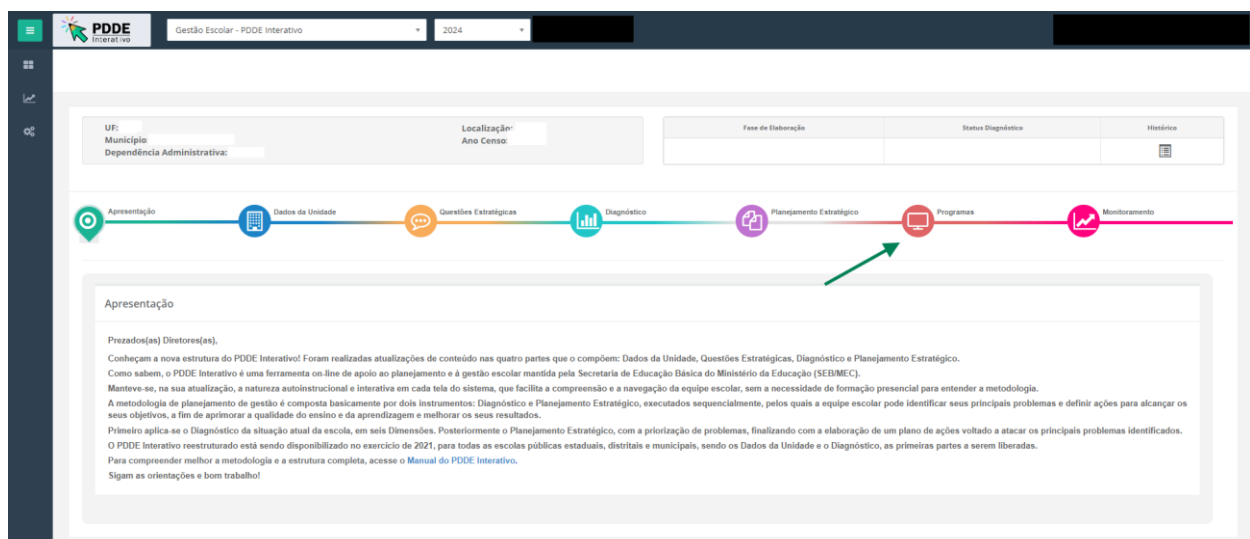 PDDE
Interativo
Gestão Escolar - PDDE Interativo
2024
UF:
Município
Dependência Administrativa:
Localização:
Ano Censo:
Fase de Elaboração
Status Diagnóstico
Histórico
Apresentação
Dados da Unidade
Questões Estratégicas
Diagnóstico
Planejamento Estratégico
Programas
Monitoramento
Apresentação
Prezados(as) Diretores(as),
Conheçam a nova estrutura do PDDE Interativo! Foram realizadas atualizações de conteúdo nas quatro partes que o compõem: Dados da Unidade, Questões Estratégicas, Diagnóstico e Planejamento Estratégico.
Como sabem, o PDDE Interativo é uma ferramenta on-line de apoio ao planejamento e à gestão escolar mantida pela Secretaria de Educação Básica do Ministério da Educação (SEB/MEC).
Manteve-se, na sua atualização, a natureza autoinstrucional e interativa em cada tela do sistema, que facilita a compreensão e a navegação da equipe escolar, sem a necessidade de formação presencial para entender a metodologia.
A metodologia de planejamento de gestão é composta basicamente por dois instrumentos: Diagnóstico e Planejamento Estratégico, executados sequencialmente, pelos quais a equipe escolar pode identificar seus principais problemas e definir ações para alcançar os
seus objetivos, a fim de aprimorar a qualidade do ensino e da aprendizagem e melhorar os seus resultados.
Primeiro aplica-se o Diagnóstico da situação atual da escola, em seis Dimensões. Posteriormente o Planejamento Estratégico, com a priorização de problemas, finalizando com a elaboração de um plano de ações voltado a atacar os principais problemas identificados.
O PDDE Interativo reestruturado está sendo disponibilizado no exercício de 2021, para todas as escolas públicas estaduais, distritais e municipais, sendo os Dados da Unidade e o Diagnóstico, as primeiras partes a serem liberadas.
Para compreender melhor a metodologia e a estrutura completa, acesse o Manual do PDDE Interativo.
Sigam as orientações e bom trabalho!